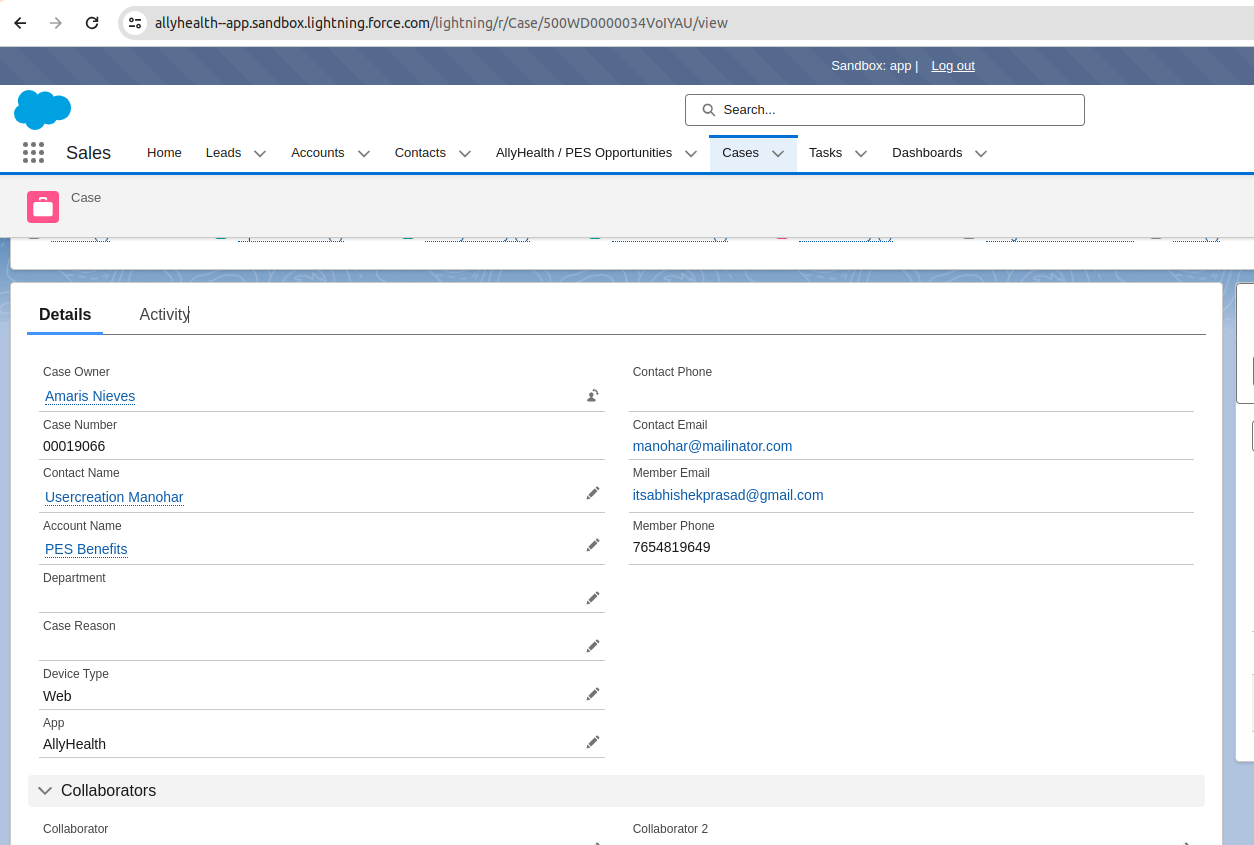 allyhealth--app.sandbox.lightning.force.com/lightning/r/Case/500WD0000034VoIYAU/view
Sandbox: app | Log out
Search...
Sales Home Leads Accounts Contacts AllyHealth / PES Opportunities Cases Tasks Dashboards
Case
Details Activity
Case Owner
Amaris Nieves
Contact Phone
Case Number
00019066
Contact Email
manohar@mailinator.com
Contact Name
Usercreation Manohar
Member Email
itsabhishekprasad@gmail.com
Account Name
PES Benefits
Member Phone
7654819649
Department
Case Reason
Device Type
Web
App
AllyHealth
Collaborators
Collaborator
Collaborator 2